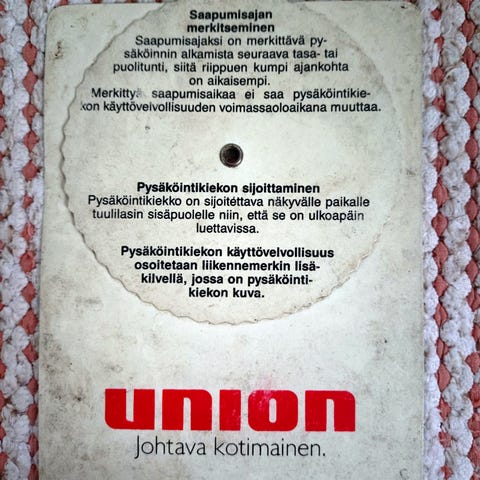 Saapumisajan
merkitseminen
Saapumisajaksi on merkittävä py-
säköinnin alkamista seuraava tasa- tai
puolitunti, siitä riippuen kumpi ajankohta
on aikaisempi.
Merkittyä saapumisaikaa ei saa pysäköintikie-
kon käyttövelvollisuuden voimassaoloaikana muuttaa.
Pysäköintikiekon sijoittaminen
Pysäköintikiekko on sijoitettava näkyvälle paikalle
tuulilasin sisäpuolelle niin, että se on ulkoapäin
luettavissa.
Pysäköintikiekon käyttövelvollisuus
osoitetaan liikennemerkin lisä-
kilvellä, jossa on pysäköinti-
kiekon kuva.
union
Johtava kotimainen.